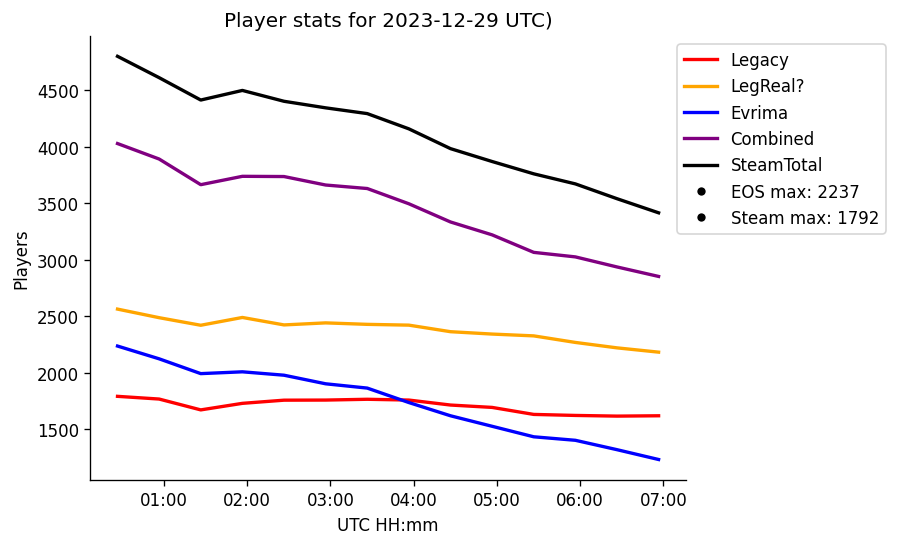 Player stats for 2023-12-29 UTC)
Legacy
LegReal?
Evrima
Combined
SteamTotal
EOS max: 2237
Steam max: 1792
Players
4500
4000
3500
3000
2500
2000
1500
01:00 02:00 03:00 04:00 05:00 06:00 07:00
UTC HH:mm